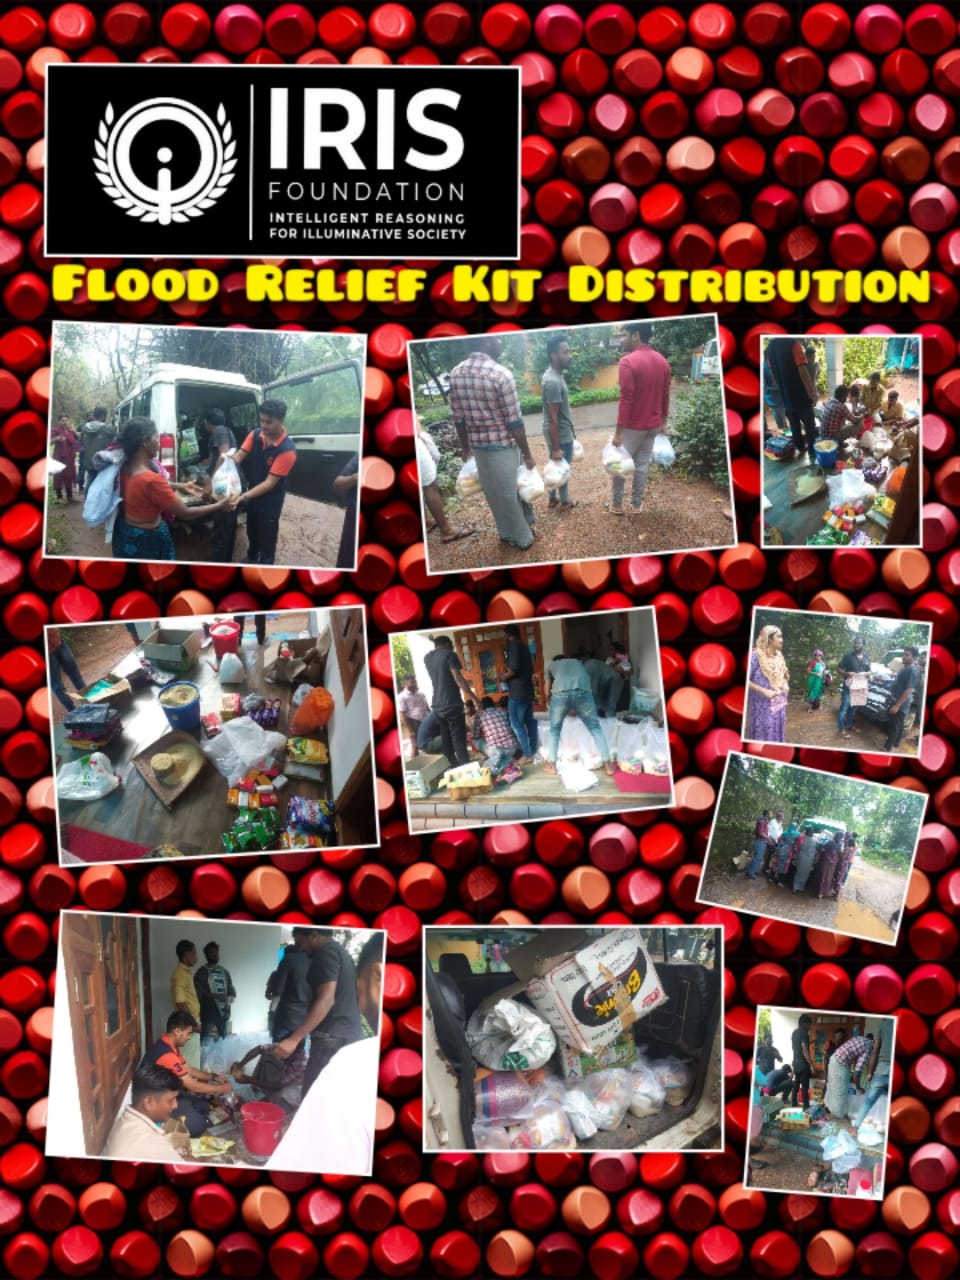 IRIS
FOUNDATION
INTELLIGENT REASONING
FOR ILLUMINATIVE SOCIETY
FLOOD RELIEF KIT DISTRIBUTION